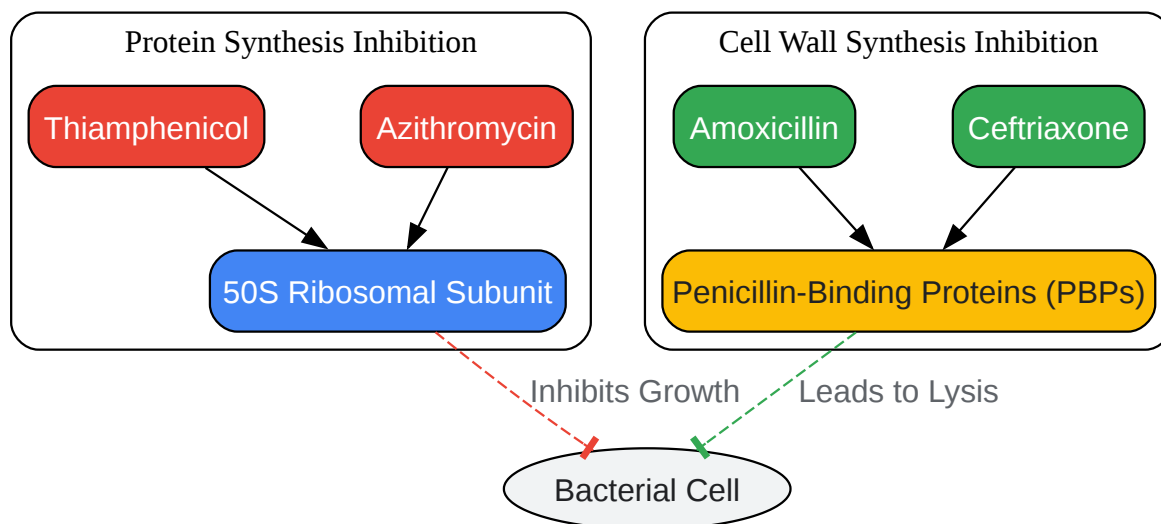 Protein Synthesis Inhibition
Cell Wall Synthesis Inhibition
Thiamphenicol
Azithromycin
Amoxicillin
Ceftriaxone
50S Ribosomal Subunit
Penicillin-Binding Proteins (PBPs)
Inhibits Growth
Leads to Lysis
Bacterial Cell